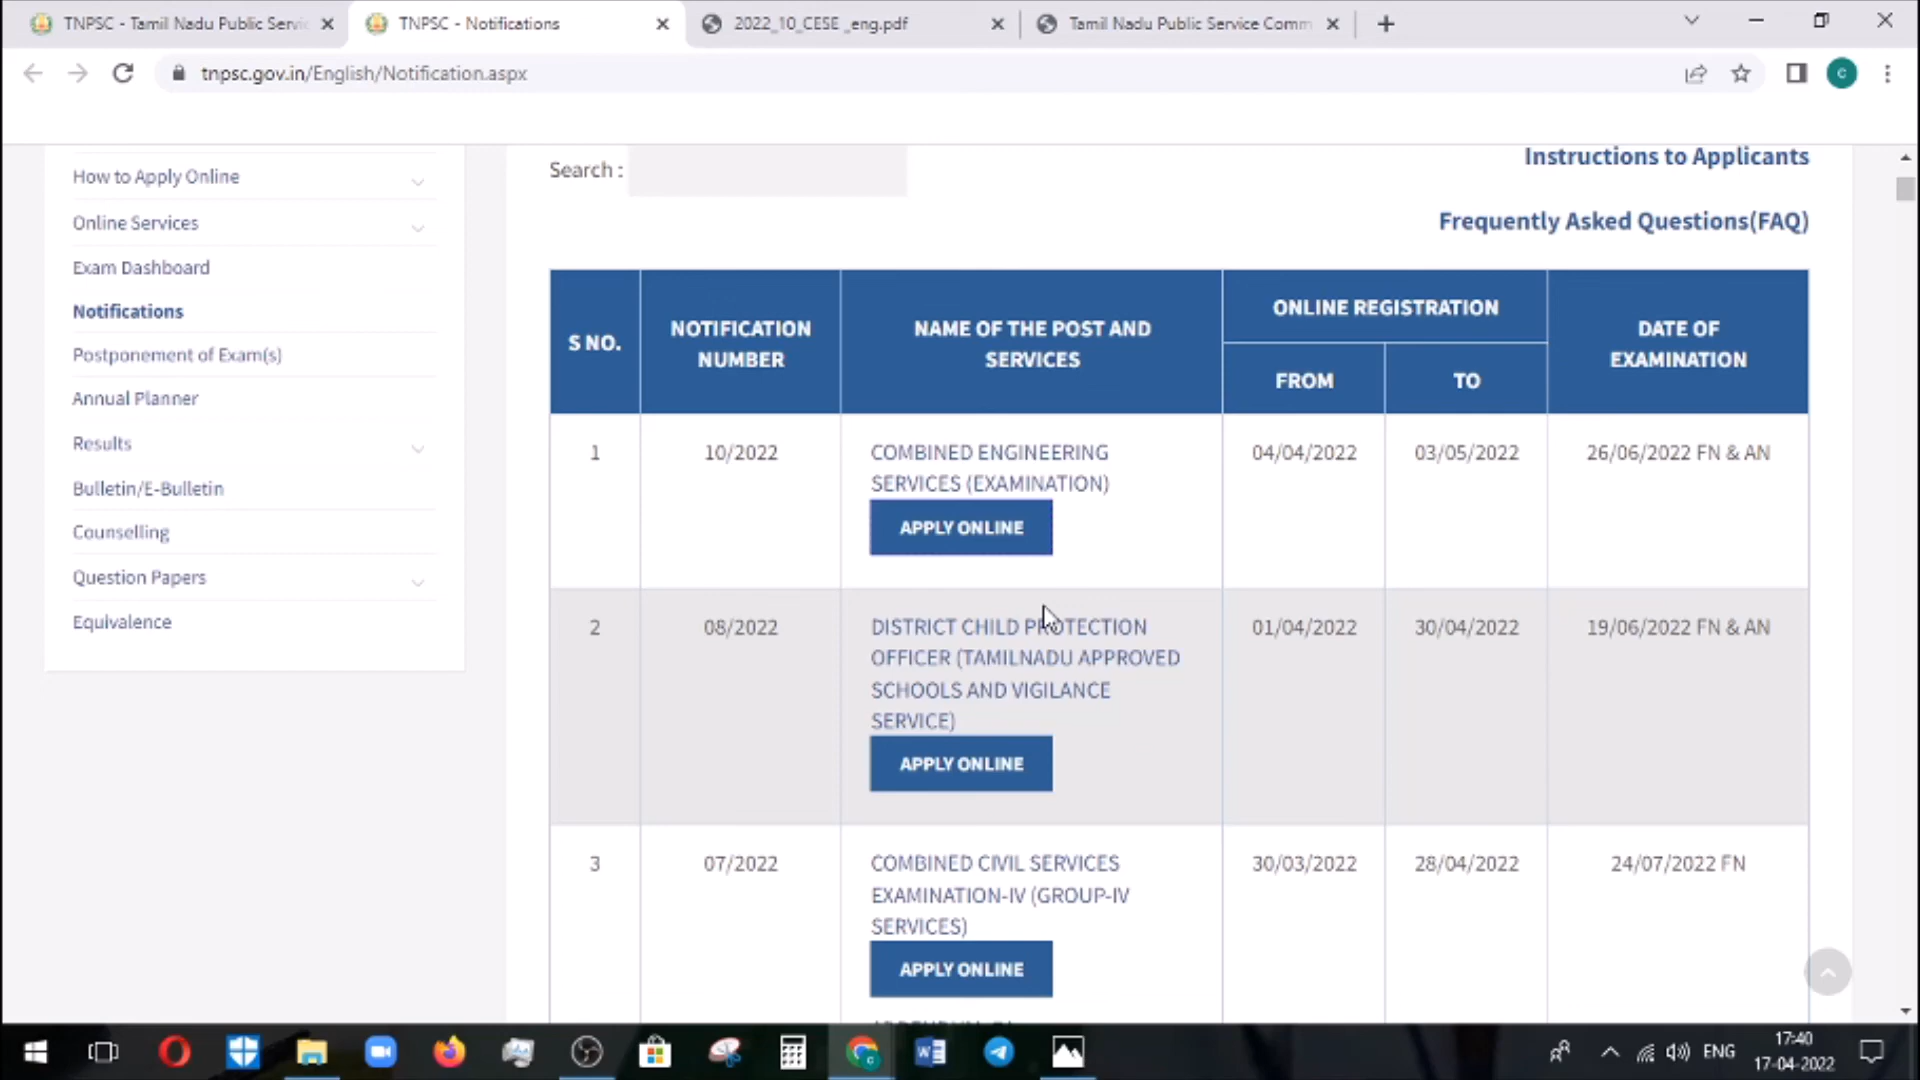 TNPSC - Tamil Nadu Public Servic
TNPSC - Notifications
2022_10_CESE _eng.pdf
Tamil Nadu Public Service Comm
tnpsc.gov.in/English/Notification.aspx
C
How to Apply Online
Online Services
Exam Dashboard
Notifications
Postponement of Exam(s)
Annual Planner
Results
Bulletin/E-Bulletin
Counselling
Question Papers
Equivalence
Search :
Instructions to Applicants
Frequently Asked Questions(FAQ)
S NO.
NOTIFICATION
NUMBER
NAME OF THE POST AND
SERVICES
ONLINE REGISTRATION
FROM
TO
DATE OF
EXAMINATION
1
10/2022
COMBINED ENGINEERING
SERVICES (EXAMINATION)
APPLY ONLINE
04/04/2022
03/05/2022
26/06/2022 FN & AN
2
08/2022
DISTRICT CHILD PROTECTION
OFFICER (TAMILNADU APPROVED
SCHOOLS AND VIGILANCE
SERVICE)
APPLY ONLINE
01/04/2022
30/04/2022
19/06/2022 FN & AN
3
07/2022
COMBINED CIVIL SERVICES
EXAMINATION-IV (GROUP-IV
SERVICES)
APPLY ONLINE
30/03/2022
28/04/2022
24/07/2022 FN
ENG
17:40
17-04-2022